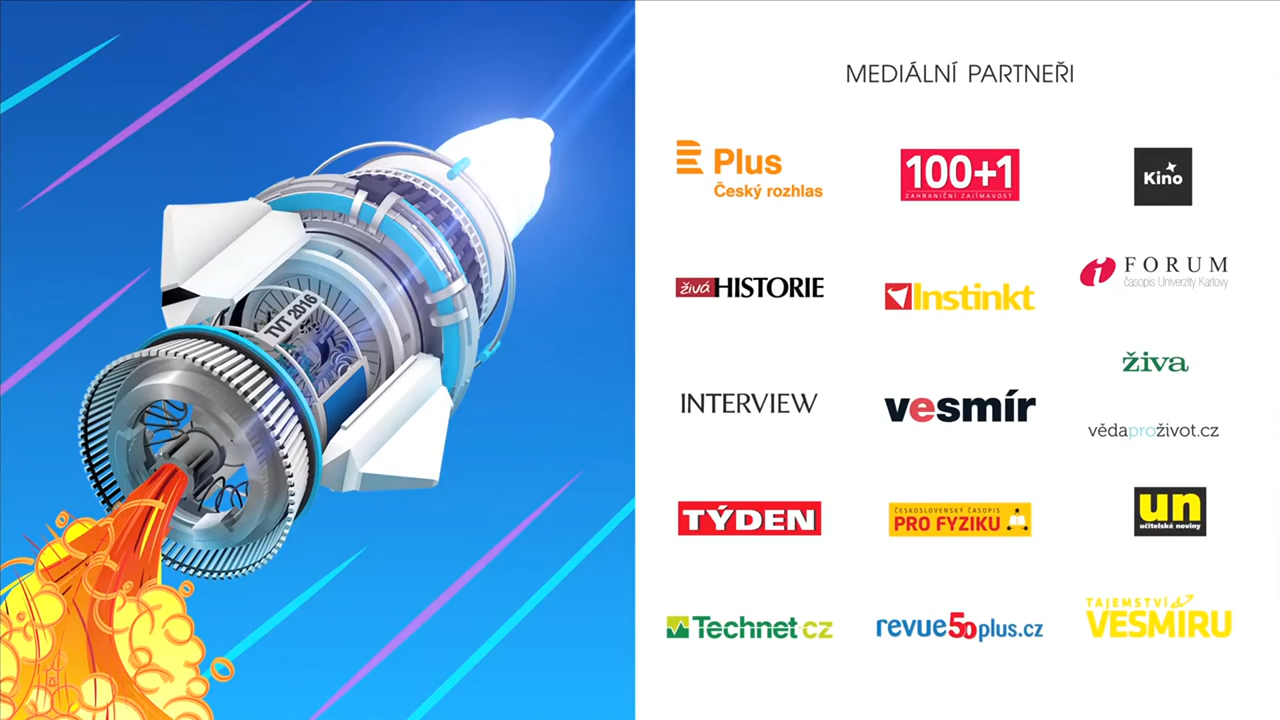 TVT 2016
MEDIÁLNÍ PARTNEŘI
Plus
Český rozhlas
100+1
ZAHRANIČNÍ ZAJÍMAVOST
Kino
živá HISTORIE
Instinkt
i FORUM
časopis Univerzity Karlovy
živa
INTERVIEW
vesmír
vědaproživot.cz
TÝDEN
ČESKOSLOVENSKÝ ČASOPIS
PRO FYZIKU
un
učitelské noviny
Technet.cz
revue50plus.cz
TAJEMSTVÍ
VESMÍRU